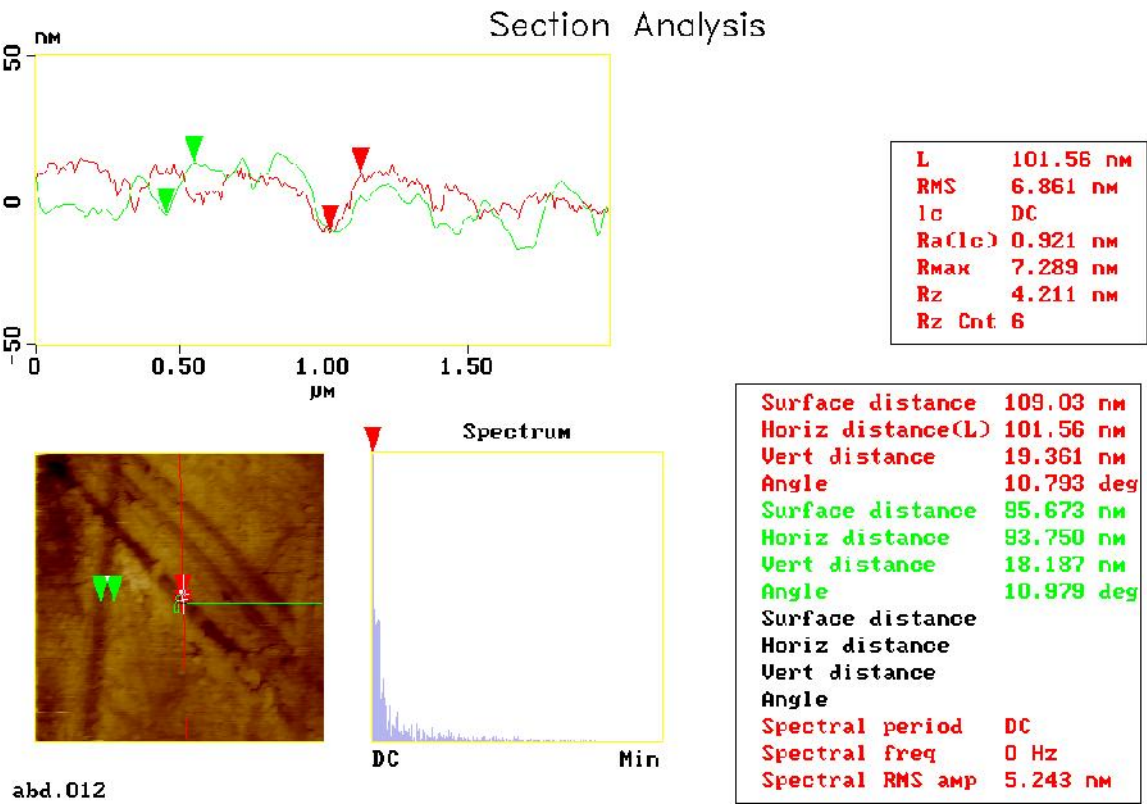 Section Analysis
nM
50
0
-50
0 0.50 1.00 1.50
µM
L 101.56 nM
RMS 6.861 nM
lc DC
Ra(lc) 0.921 nM
Rмах 7.289 nM
Rz 4.211 nM
Rz Cnt 6
Surface distance 109.03 nM
Horiz distance(L) 101.56 nM
Vert distance 19.361 nM
Angle 10.793 deg
Surface distance 95.673 nM
Horiz distance 93.750 nM
Vert distance 18.187 nM
Angle 10.979 deg
Surface distance
Horiz distance
Vert distance
Angle
Spectral period DC
Spectral freq 0 Hz
Spectral RMS amp 5.243 nM
Spectrum
DC Min
abd.012